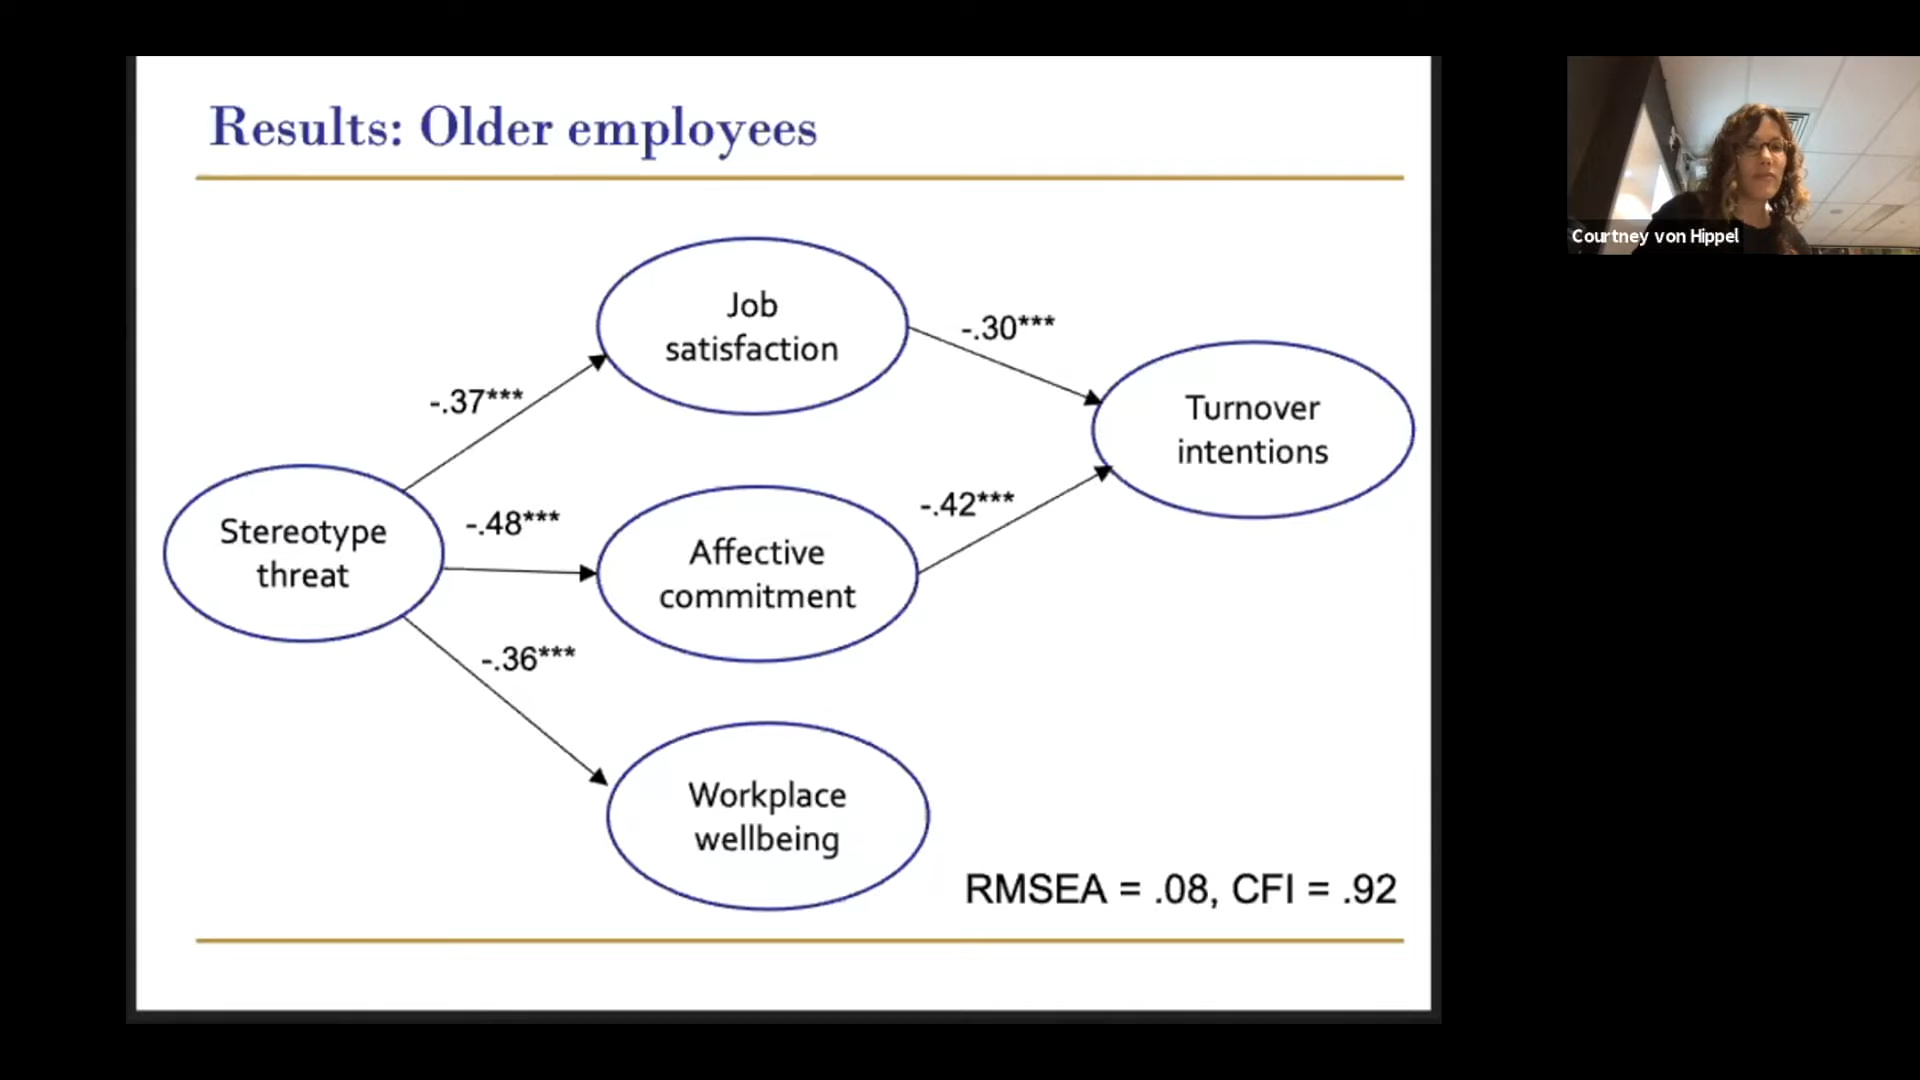 Results: Older employees
Courtney von Hippel
Job
satisfaction
-.30***
Turnover
intentions
-.37***
Stereotype
threat
-.48***
Affective
commitment
-.42***
-.36***
Workplace
wellbeing
RMSEA = .08, CFI = .92